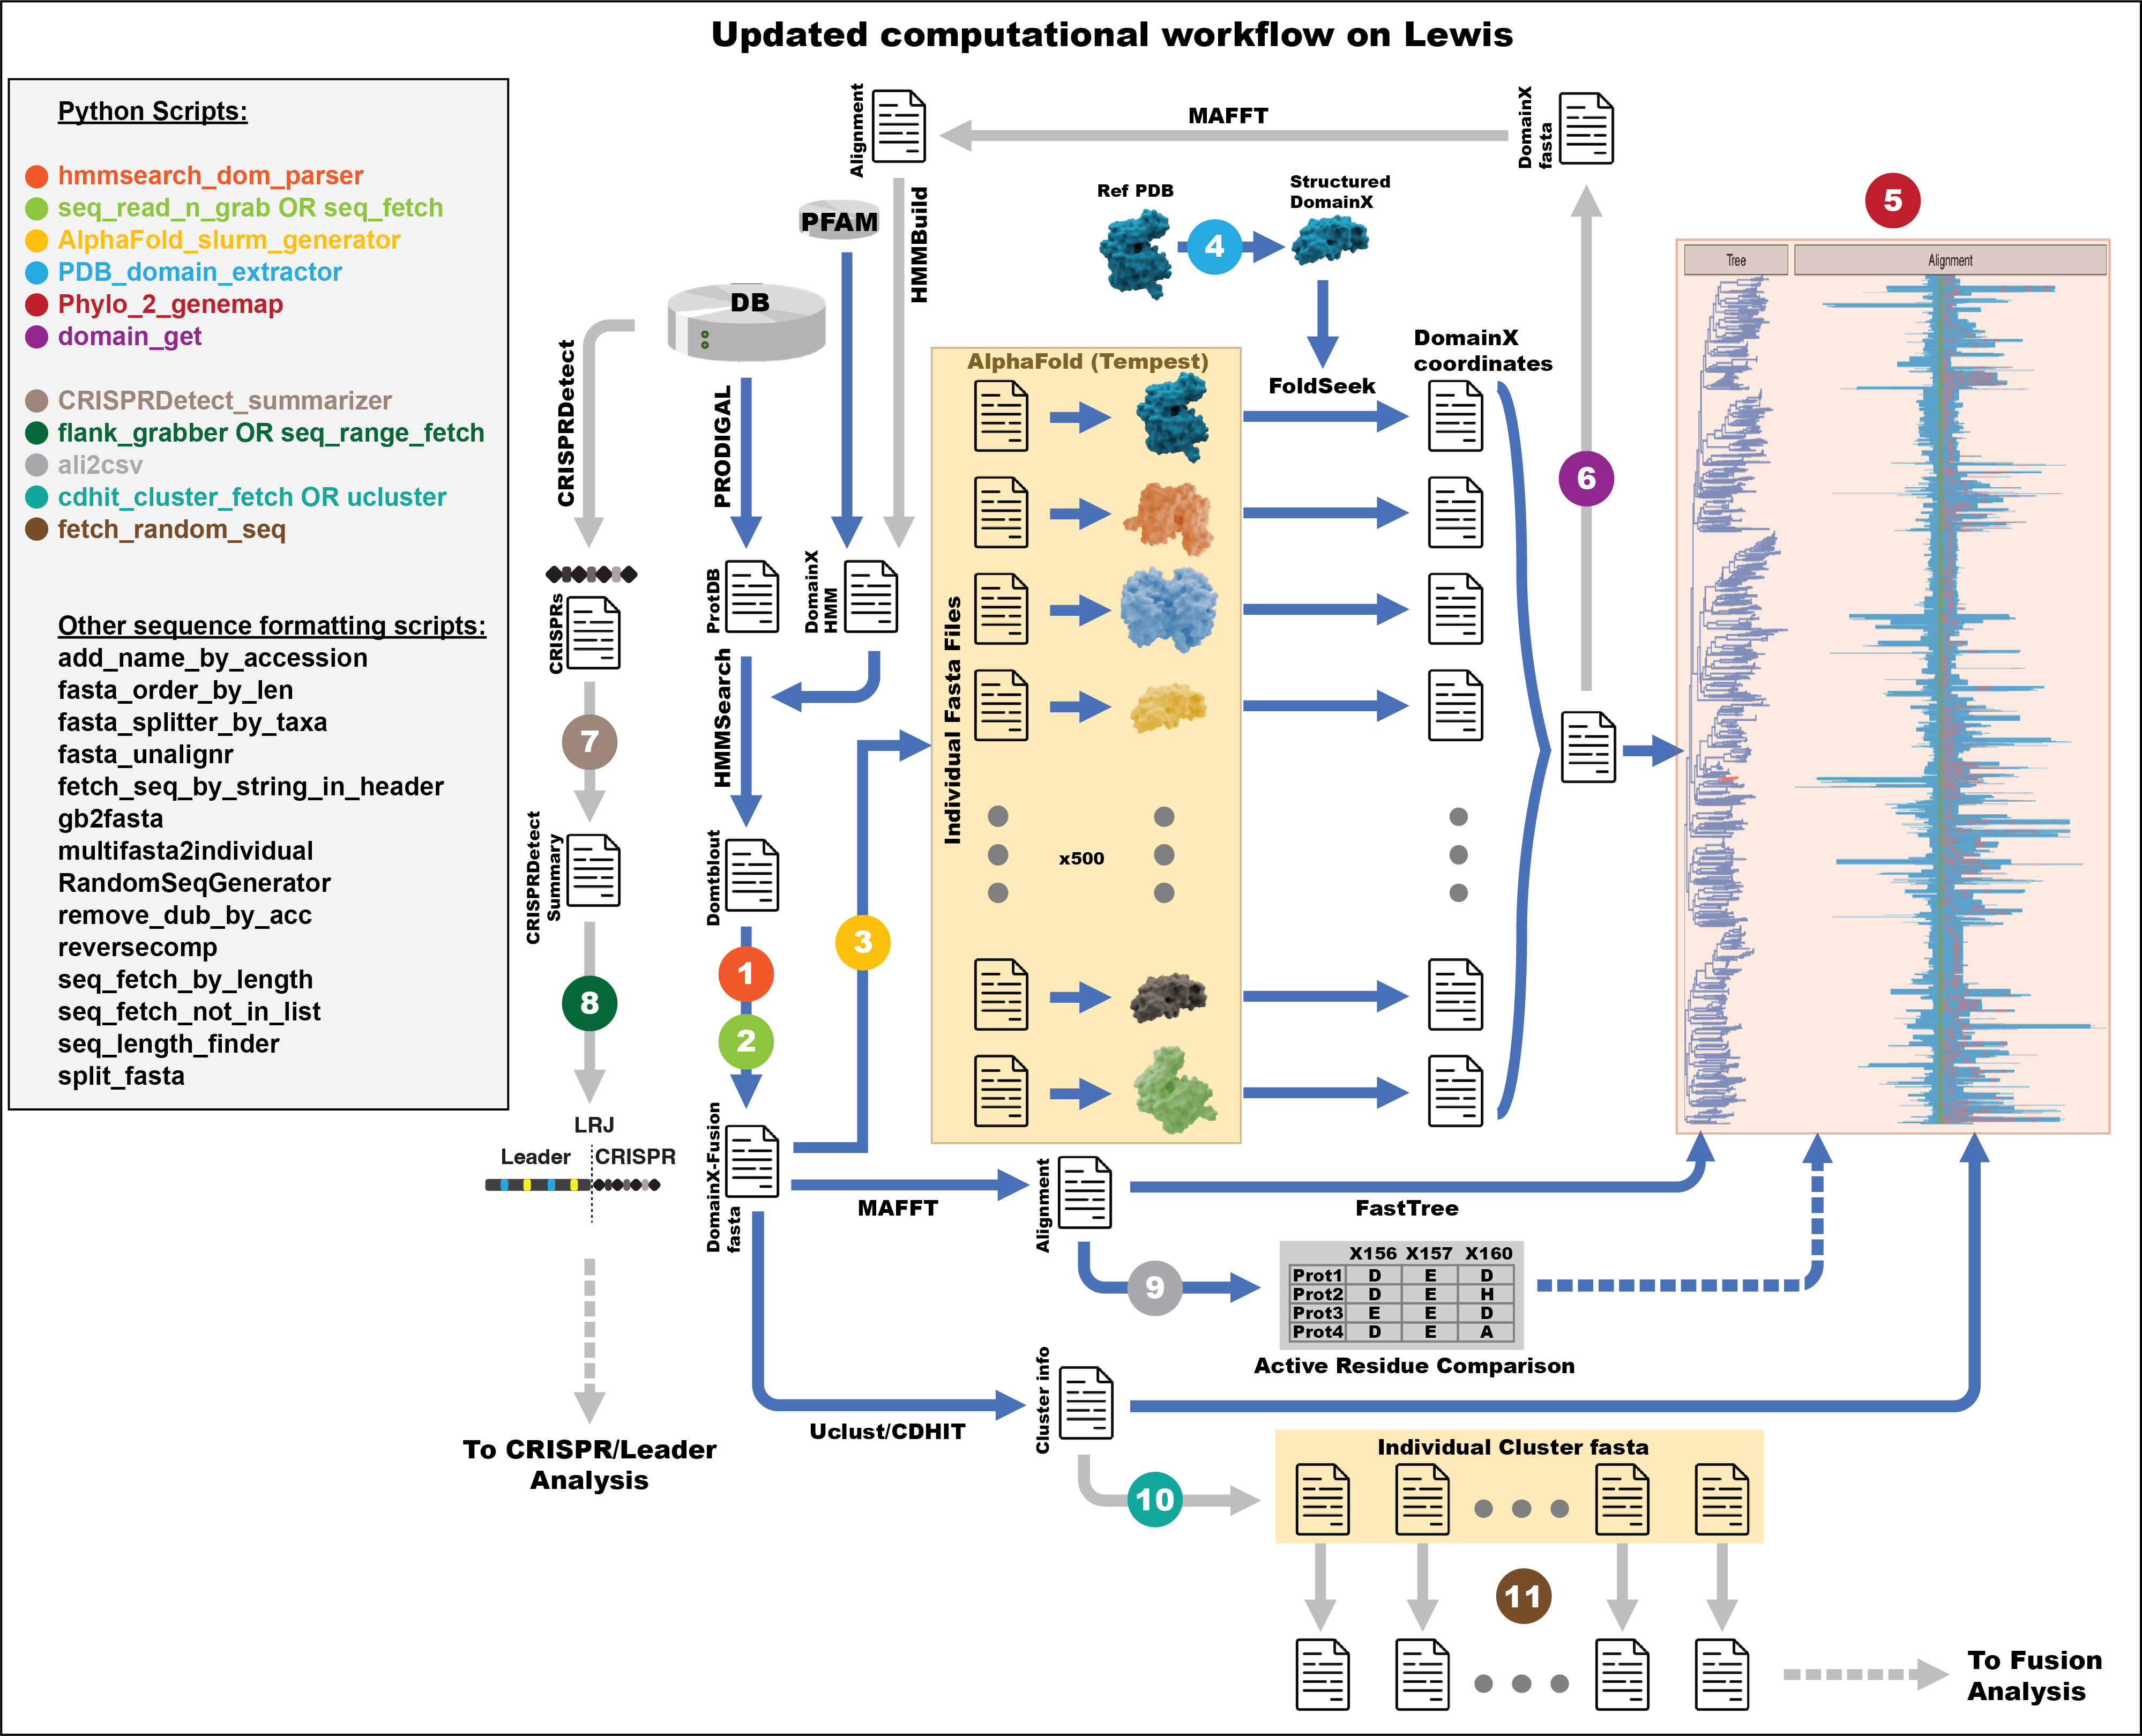 Updated computational workflow on Lewis
Python Scripts:
hmmsearch_dom_parser
seq_read_n_grab OR seq_fetch
AlphaFold_slurm_generator
PDB_domain_extractor
Phylo_2_genemap
domain_get
CRISPRDetect_summarizer
flank_grabber OR seq_range_fetch
ali2csv
cdhit_cluster_fetch OR ucluster
fetch_random_seq
Other sequence formatting scripts:
add_name_by_accession
fasta_order_by_len
fasta_splitter_by_taxa
fasta_unalignr
fetch_seq_by_string_in_header
gb2fasta
multifasta2individual
RandomSeqGenerator
remove_dub_by_acc
reversecomp
seq_fetch_by_length
seq_fetch_not_in_list
seq_length_finder
split_fasta
Alignment
MAFFT
DomainX
fasta
PFAM
HMMBuild
Ref PDB
4
Structured
DomainX
5
DB
CRISPRDetect
PRODIGAL
AlphaFold (Tempest)
FoldSeek
DomainX
coordinates
6
Tree
Alignment
CRISPRs
ProtDB
DomainX
HMM
HMMSearch
Individual Fasta Files
x500
7
CRISPRDetect
Summary
8
Domtblout
1
2
3
LRJ
Leader
CRISPR
DomainX-Fusion
fasta
MAFFT
Alignment
FastTree
9
X156 X157 X160
Prot1 D E D
Prot2 D E H
Prot3 E E D
Prot4 D E A
Active Residue Comparison
Uclust/CDHIT
Cluster info
10
Individual Cluster fasta
11
To CRISPR/Leader
Analysis
To Fusion
Analysis